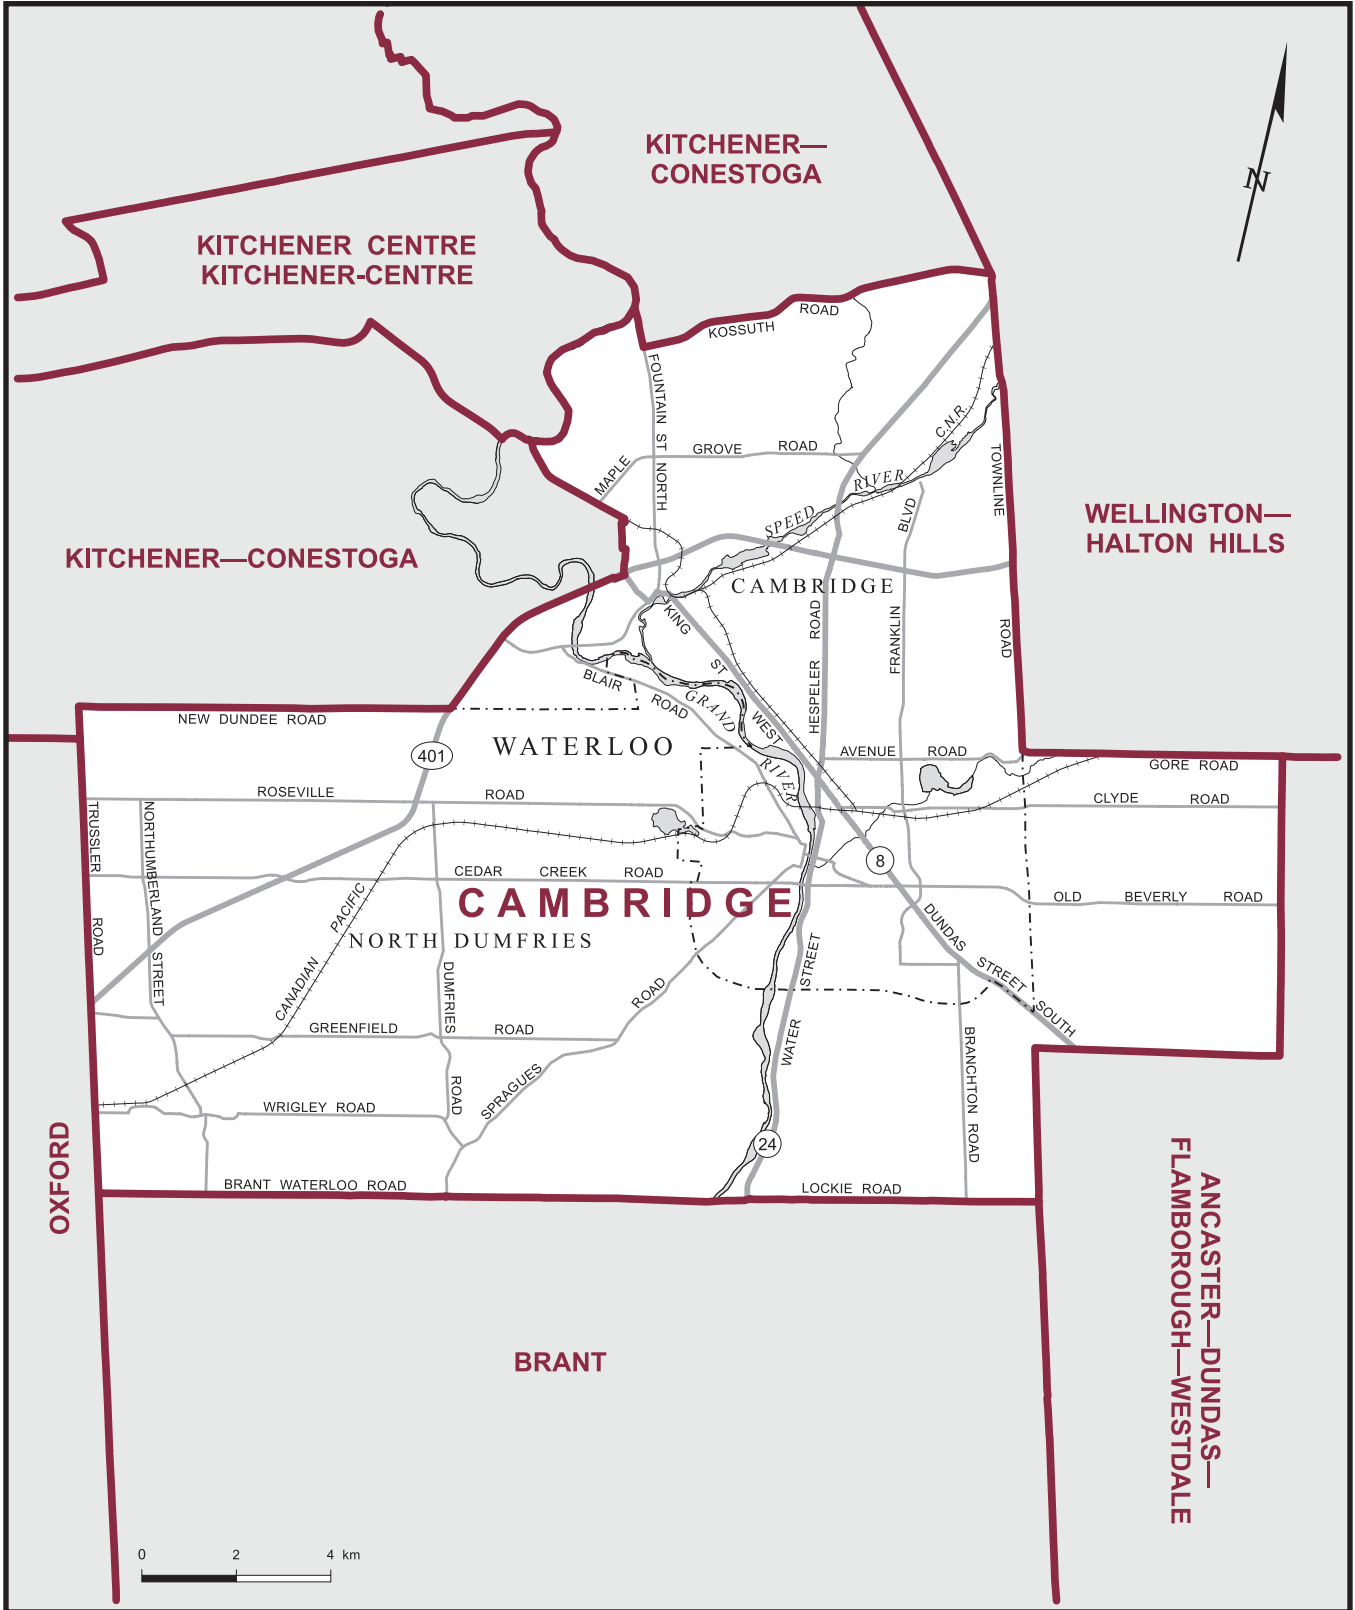 KITCHENER—
CONESTOGA
N
KITCHENER CENTRE
KITCHENER-CENTRE
KOSSUTH ROAD
FOUNTAIN ST NORTH
MAPLE GROVE ROAD
C.N.R.
SPEED RIVER
BLVD
TOWNLINE
WELLINGTON—
HALTON HILLS
KITCHENER—CONESTOGA
CAMBRIDGE
KING ST WEST
HESPELER ROAD
FRANKLIN
ROAD
BLAIR ROAD
GRAND RIVER
NEW DUNDEE ROAD
WATERLOO
401
AVENUE ROAD
GORE ROAD
ROSEVILLE ROAD
CLYDE ROAD
TRUSSLER ROAD
NORTHUMBERLAND STREET
8
CEDAR CREEK ROAD
CAMBRIDGE
OLD BEVERLY ROAD
CANADIAN PACIFIC
NORTH DUMFRIES
DUNDAS STREET SOUTH
DUMFRIES ROAD
WATER STREET
GREENFIELD ROAD
SPRAGUES ROAD
BRANCHTON ROAD
WRIGLEY ROAD
24
OXFORD
BRANT WATERLOO ROAD
LOCKIE ROAD
ANCASTER—DUNDAS—
FLAMBOROUGH—WESTDALE
BRANT
0 2 4 km